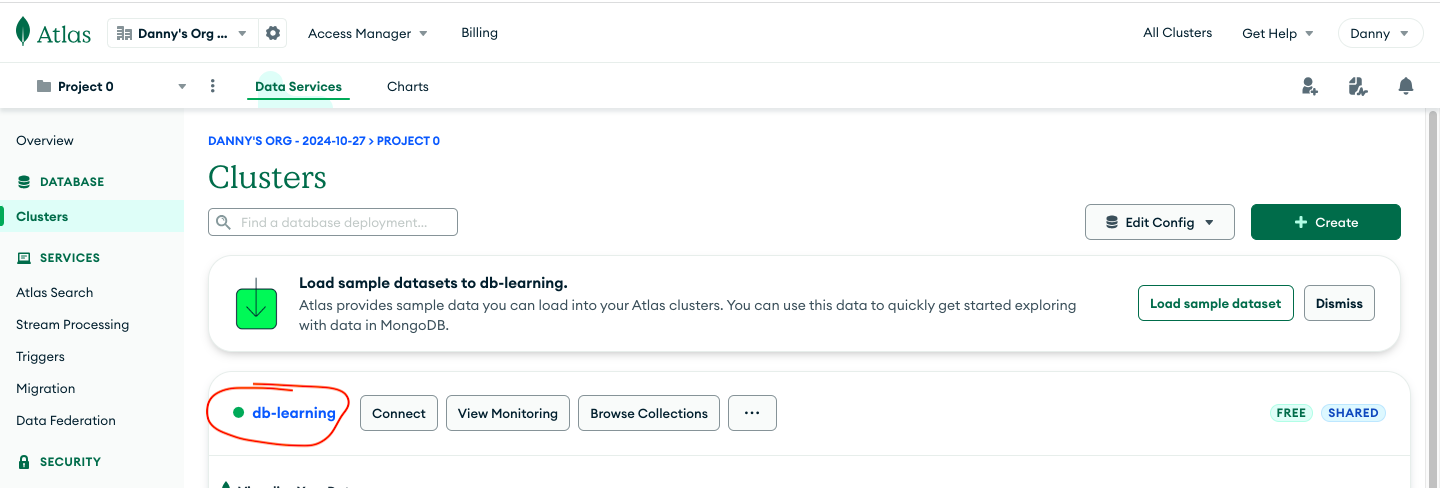 Atlas Danny's Org ... Access Manager Billing All Clusters Get Help Danny
Project 0 Data Services Charts
Overview
DATABASE
Clusters
SERVICES
Atlas Search
Stream Processing
Triggers
Migration
Data Federation
SECURITY
DANNY'S ORG - 2024-10-27 > PROJECT 0
Clusters
Find a database deployment...
Edit Config
+ Create
Load sample datasets to db-learning.
Atlas provides sample data you can load into your Atlas clusters. You can use this data to quickly get started exploring
with data in MongoDB.
Load sample dataset
Dismiss
db-learning Connect View Monitoring Browse Collections ... FREE SHARED